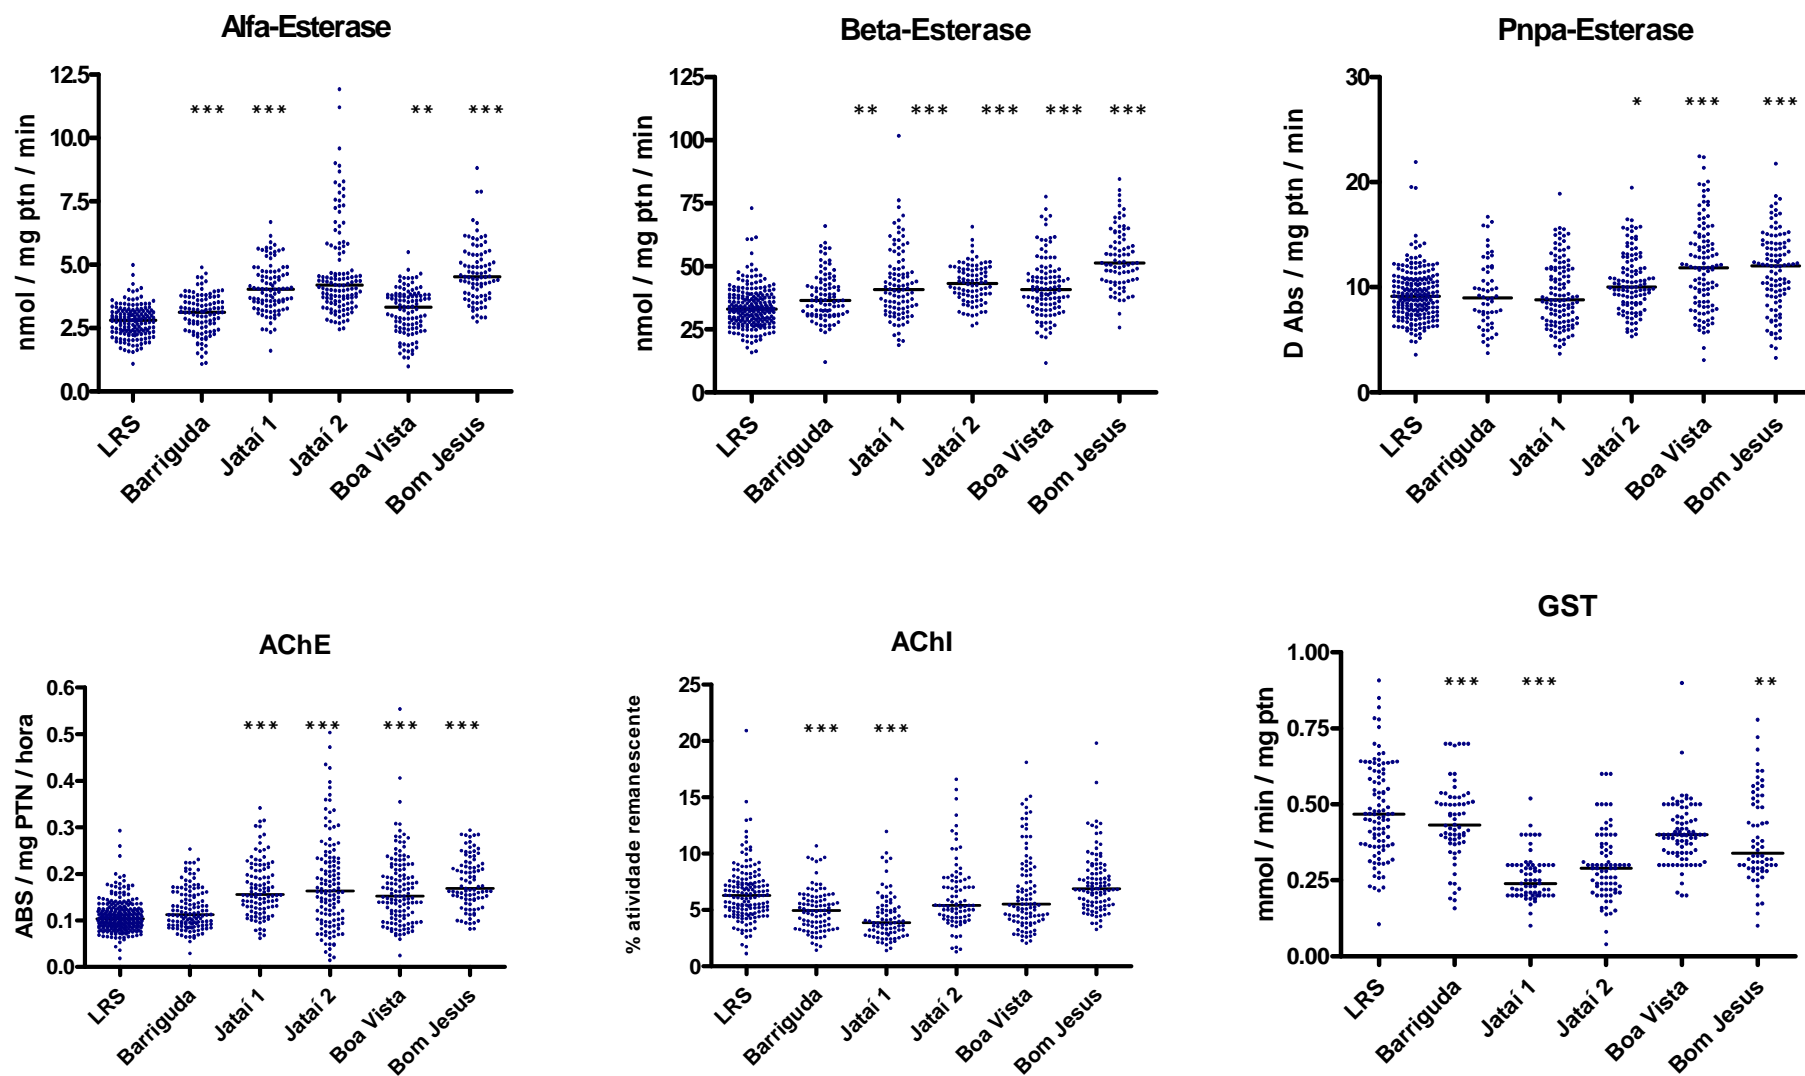 Alfa-Esterase
nmol / mg ptn / min
12.5
10.0
7.5
5.0
2.5
0.0
*** *** ** ***
LRS
Barriguda
Jataí 1
Jataí 2
Boa Vista
Bom Jesus
Beta-Esterase
nmol / mg ptn / min
125
100
75
50
25
0
** *** *** *** ***
LRS
Barriguda
Jataí 1
Jataí 2
Boa Vista
Bom Jesus
Pnpa-Esterase
D Abs / mg ptn / min
30
20
10
0
* *** ***
LRS
Barriguda
Jataí 1
Jataí 2
Boa Vista
Bom Jesus
AChE
ABS / mg PTN / hora
0.6
0.5
0.4
0.3
0.2
0.1
0.0
*** *** *** ***
LRS
Barriguda
Jataí 1
Jataí 2
Boa Vista
Bom Jesus
AChI
% atividade remanescente
25
20
15
10
5
0
*** ***
LRS
Barriguda
Jataí 1
Jataí 2
Boa Vista
Bom Jesus
GST
mmol / min / mg ptn
1.00
0.75
0.50
0.25
0.00
*** *** **
LRS
Barriguda
Jataí 1
Jataí 2
Boa Vista
Bom Jesus